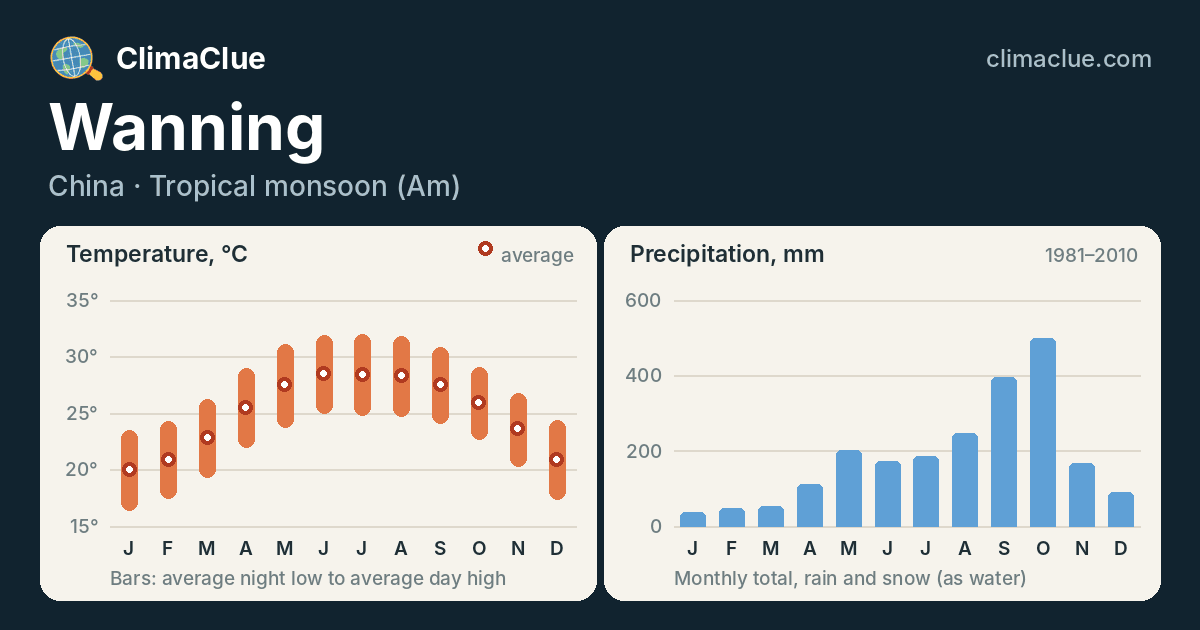 ClimaClue
climaclue.com
Wanning
China · Tropical monsoon (Am)
Temperature, °C
average
35°
30°
25°
20°
15°
J F M A M J J A S O N D
Bars: average night low to average day high
Precipitation, mm
1981–2010
600
400
200
0
J F M A M J J A S O N D
Monthly total, rain and snow (as water)